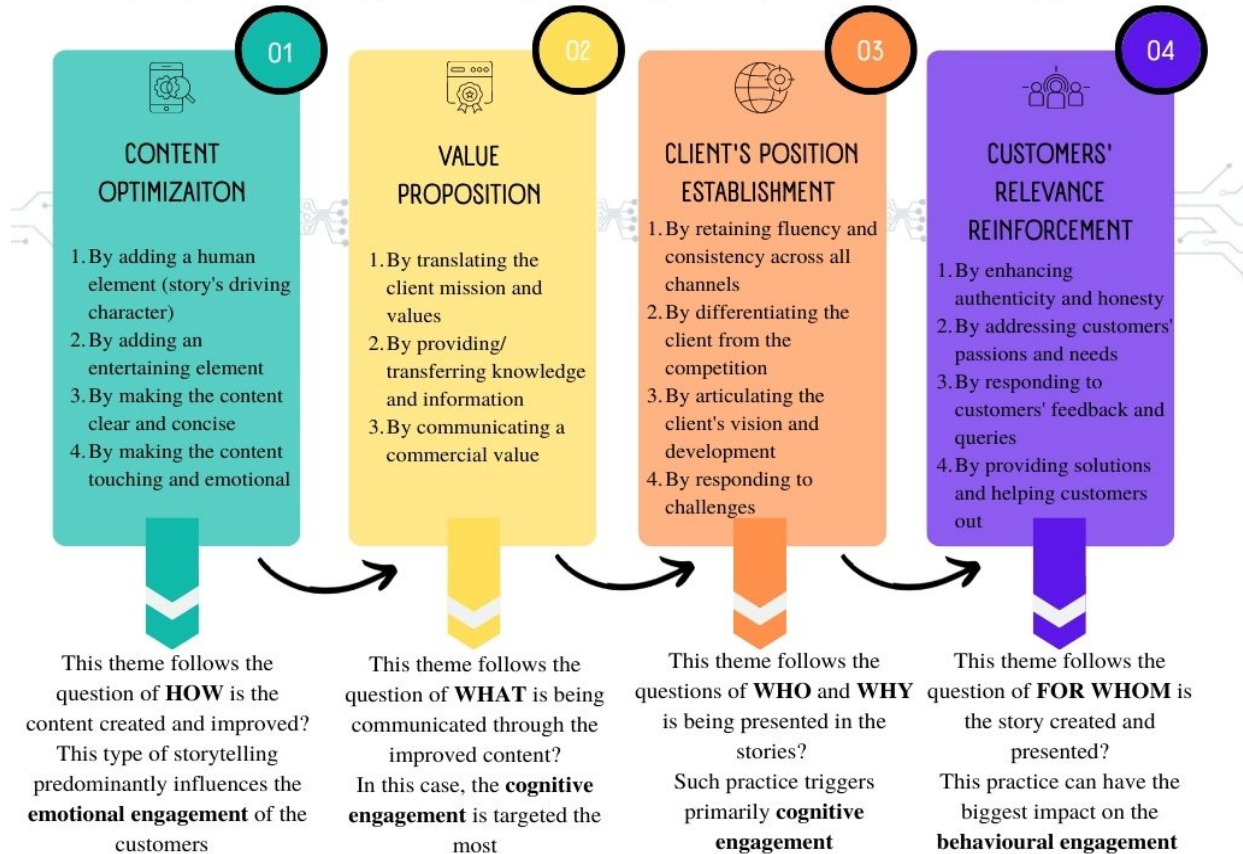 01
CONTENT
OPTIMIZAITON
1. By adding a human
element (story's driving
character)
2. By adding an
entertaining element
3. By making the content
clear and concise
4. By making the content
touching and emotional
This theme follows the
question of HOW is the
content created and improved?
This type of storytelling
predominantly influences the
emotional engagement of the
customers
02
VALUE
PROPOSITION
1. By translating the
client mission and
values
2. By providing/
transferring knowledge
and information
3. By communicating a
commercial value
This theme follows the
question of WHAT is being
communicated through the
improved content?
In this case, the cognitive
engagement is targeted the
most
03
CLIENT'S POSITION
ESTABLISHMENT
1. By retaining fluency and
consistency across all
channels
2. By differentiating the
client from the
competition
3. By articulating the
client's vision and
development
4. By responding to
challenges
This theme follows the
questions of WHO and WHY
is being presented in the
stories?
Such practice triggers
primarily cognitive
engagement
04
CUSTOMERS'
RELEVANCE
REINFORCEMENT
1. By enhancing
authenticity and honesty
2. By addressing customers'
passions and needs
3. By responding to
customers' feedback and
queries
4. By providing solutions
and helping customers
out
This theme follows the
question of FOR WHOM is
the story created and
presented?
This practice can have the
biggest impact on the
behavioural engagement